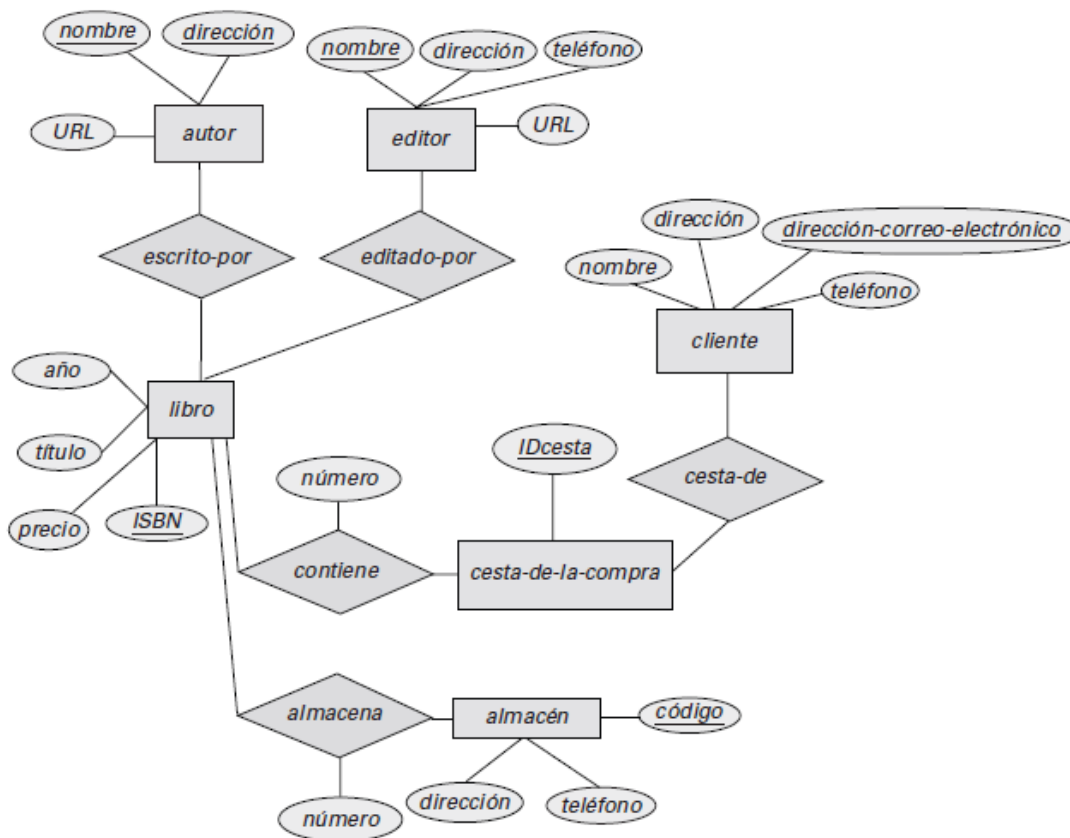 nombre
dirección
nombre
dirección
teléfono
URL
autor
editor
URL
escrito-por
editado-por
dirección
dirección-correo-electrónico
nombre
teléfono
cliente
año
libro
título
precio
ISBN
número
IDcesta
cesta-de
contiene
cesta-de-la-compra
almacena
almacén
código
número
dirección
teléfono